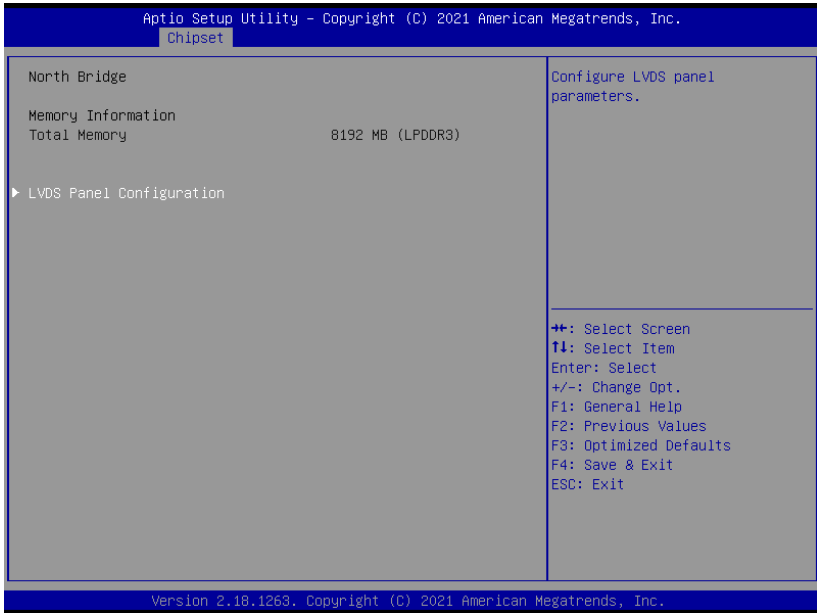 Aptio Setup Utility – Copyright (C) 2021 American Megatrends, Inc.
Chipset
North Bridge
Memory Information
Total Memory 8192 MB (LPDDR3)
▶ LVDS Panel Configuration
Configure LVDS panel
parameters.
→←: Select Screen
↑↓: Select Item
Enter: Select
+/-: Change Opt.
F1: General Help
F2: Previous Values
F3: Optimized Defaults
F4: Save & Exit
ESC: Exit
Version 2.18.1263. Copyright (C) 2021 American Megatrends, Inc.